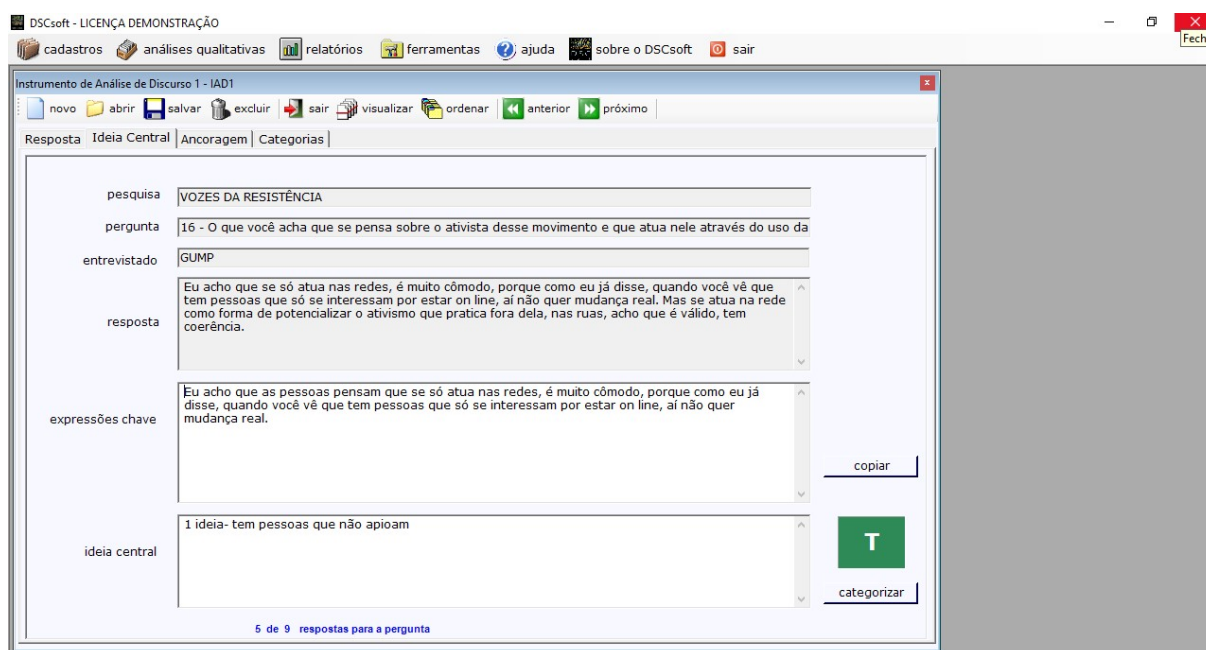 DSCsoft - LICENÇA DEMONSTRAÇÃO
Fech
cadastros análises qualitativas relatórios ferramentas ajuda sobre o DSCsoft sair
Instrumento de Análise de Discurso 1 - IAD1
novo abrir salvar excluir sair visualizar ordenar anterior próximo
Resposta Ideia Central Ancoragem Categorias
pesquisa VOZES DA RESISTÊNCIA
pergunta 16 - O que você acha que se pensa sobre o ativista desse movimento e que atua nele através do uso da
entrevistado GUMP
resposta
Eu acho que se só atua nas redes, é muito cômodo, porque como eu já disse, quando você vê que
tem pessoas que só se interessam por estar on line, aí não quer mudança real. Mas se atua na rede
como forma de potencializar o ativismo que pratica fora dela, nas ruas, acho que é válido, tem
coerência.
expressões chave
Eu acho que as pessoas pensam que se só atua nas redes, é muito cômodo, porque como eu já
disse, quando você vê que tem pessoas que só se interessam por estar on line, aí não quer
mudança real.
copiar
ideia central
1 ideia- tem pessoas que não apioam
T
categorizar
5 de 9 respostas para a pergunta